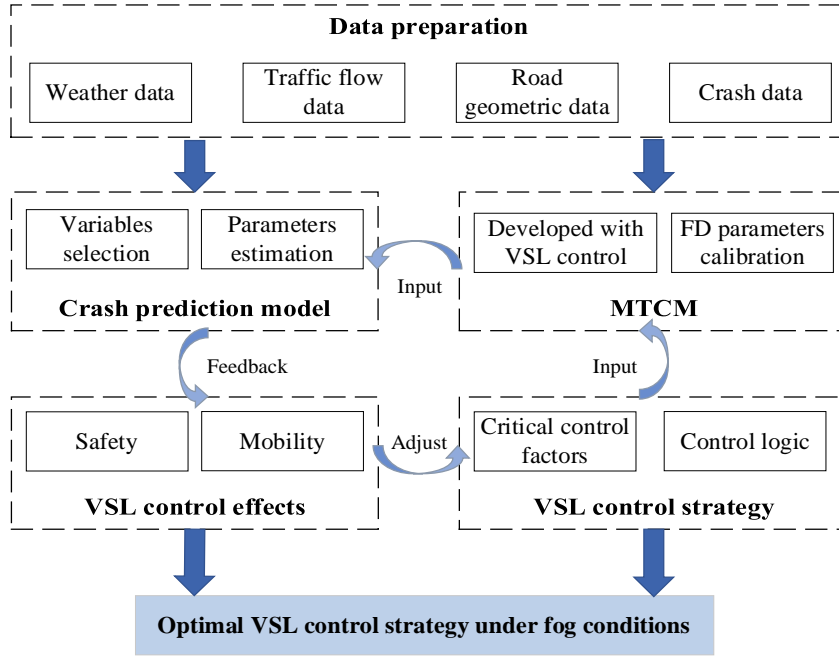 Data preparation
Weather data
Traffic flow
data
Road
geometric data
Crash data
Variables
selection
Parameters
estimation
Crash prediction model
Input
Developed with
VSL control
FD parameters
calibration
MTCM
Feedback
Input
Safety
Mobility
VSL control effects
Adjust
Critical control
factors
Control logic
VSL control strategy
Optimal VSL control strategy under fog conditions